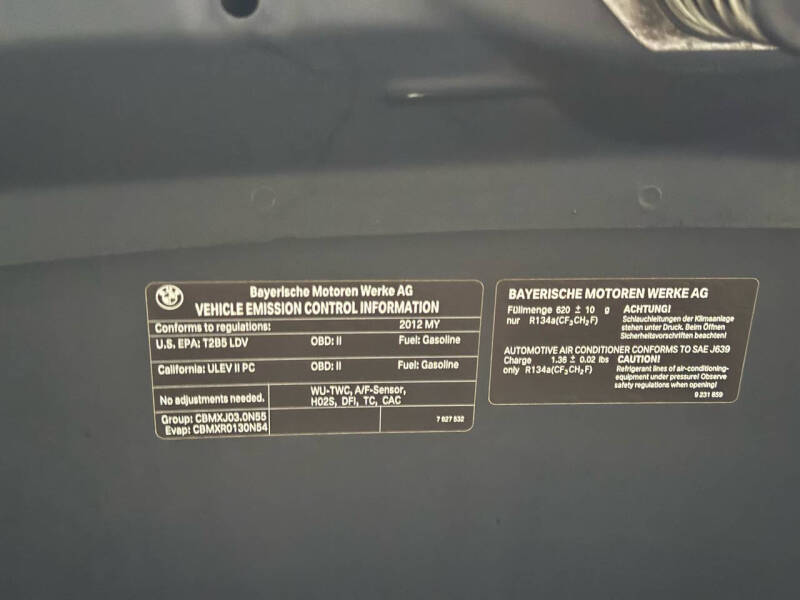 Bayerische Motoren Werke AG
VEHICLE EMISSION CONTROL INFORMATION
Conforms to regulations: 2012 MY
U.S. EPA: T2B5 LDV OBD: II Fuel: Gasoline
California: ULEV II PC OBD: II Fuel: Gasoline
No adjustments needed. WU-TWC, A/F-Sensor,
HO2S, DFI, TC, CAC
Group: CBMXJ03.0N55
Evap: CBMXR0130N54
7 627 532
BAYERISCHE MOTOREN WERKE AG
Füllmenge 620 ± 10 g
nur R134a(CF3CH2F)
ACHTUNG!
Schlauchleitungen der Klimaanlage
stehen unter Druck. Beim Öffnen
Sicherheitsvorschriften beachten!
AUTOMOTIVE AIR CONDITIONER CONFORMS TO SAE J639
Charge 1.36 ± 0.02 lbs
only R134a(CF3CH2F)
CAUTION!
Refrigerant lines of air-conditioning-
equipment under pressure! Observe
safety regulations when opening!
9 231 859